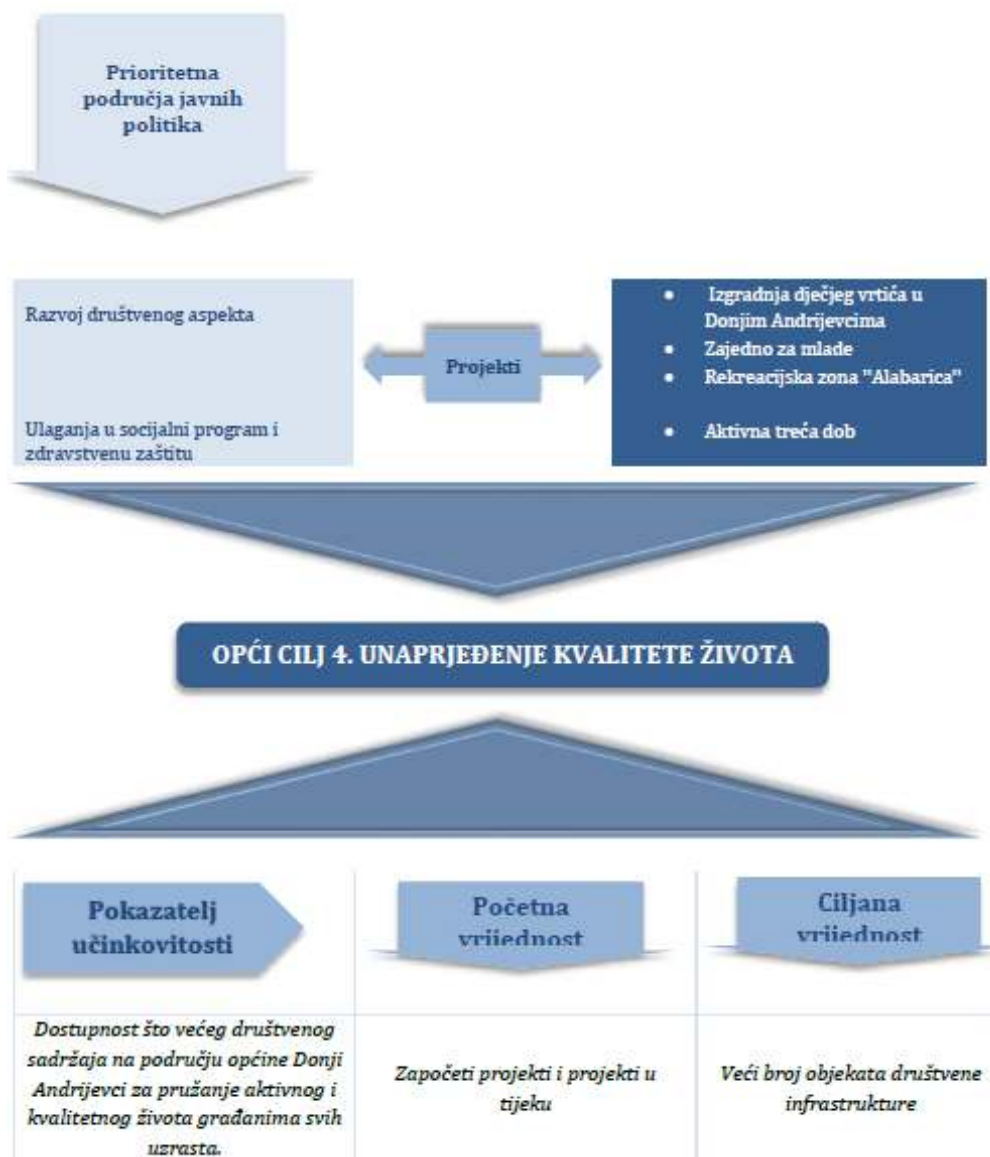 Prioritetna
područja javnih
politika
Razvoj društvenog aspekta
Ulaganja u socijalni program i
zdravstvenu zaštitu
Projekti
• Izgradnja dječjeg vrtića u
Donjim Andrijevcima
• Zajedno za mlade
• Rekreacijska zona "Alabarica"
• Aktivna treća dob
OPĆI CILJ 4. UNAPRJEĐENJE KVALITETE ŽIVOTA
Pokazatelj
učinkovitosti
Početna
vrijednost
Ciljana
vrijednost
Dostupnost što većeg društvenog
sadržaja na području općine Donji
Andrijevci za pružanje aktivnog i
kvalitetnog života građanima svih
uzrasta.
Započeti projekti i projekti u
tijeku
Veći broj objekata društvene
infrastrukture